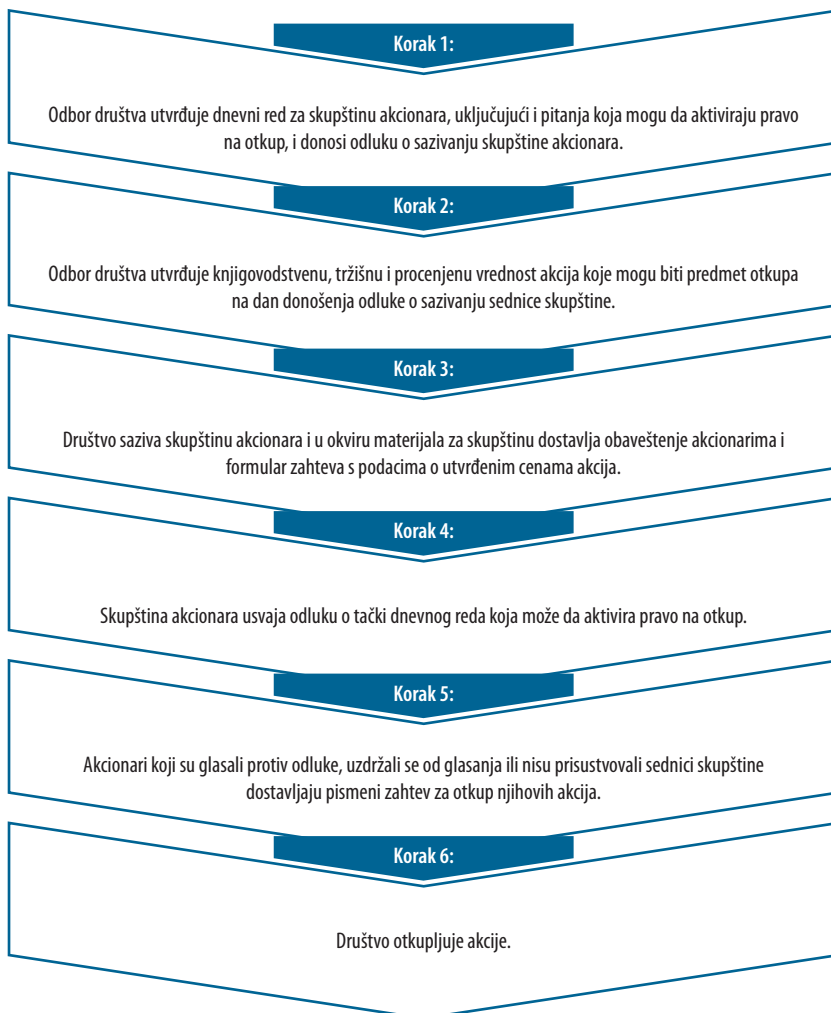 Korak 1:
Odbor društva utvrđuje dnevni red za skupštinu akcionara, uključujući i pitanja koja mogu da aktiviraju pravo
na otkup, i donosi odluku o sazivanju skupštine akcionara.
Korak 2:
Odbor društva utvrđuje knjigovodstvenu, tržišnu i procenjenu vrednost akcija koje mogu biti predmet otkupa
na dan donošenja odluke o sazivanju sednice skupštine.
Korak 3:
Društvo saziva skupštinu akcionara i u okviru materijala za skupštinu dostavlja obaveštenje akcionarima i
formular zahteva s podacima o utvrđenim cenama akcija.
Korak 4:
Skupština akcionara usvaja odluku o tački dnevnog reda koja može da aktivira pravo na otkup.
Korak 5:
Akcionari koji su glasali protiv odluke, uzdržali se od glasanja ili nisu prisustvovali sednici skupštine
dostavljaju pismeni zahtev za otkup njihovih akcija.
Korak 6:
Društvo otkupljuje akcije.